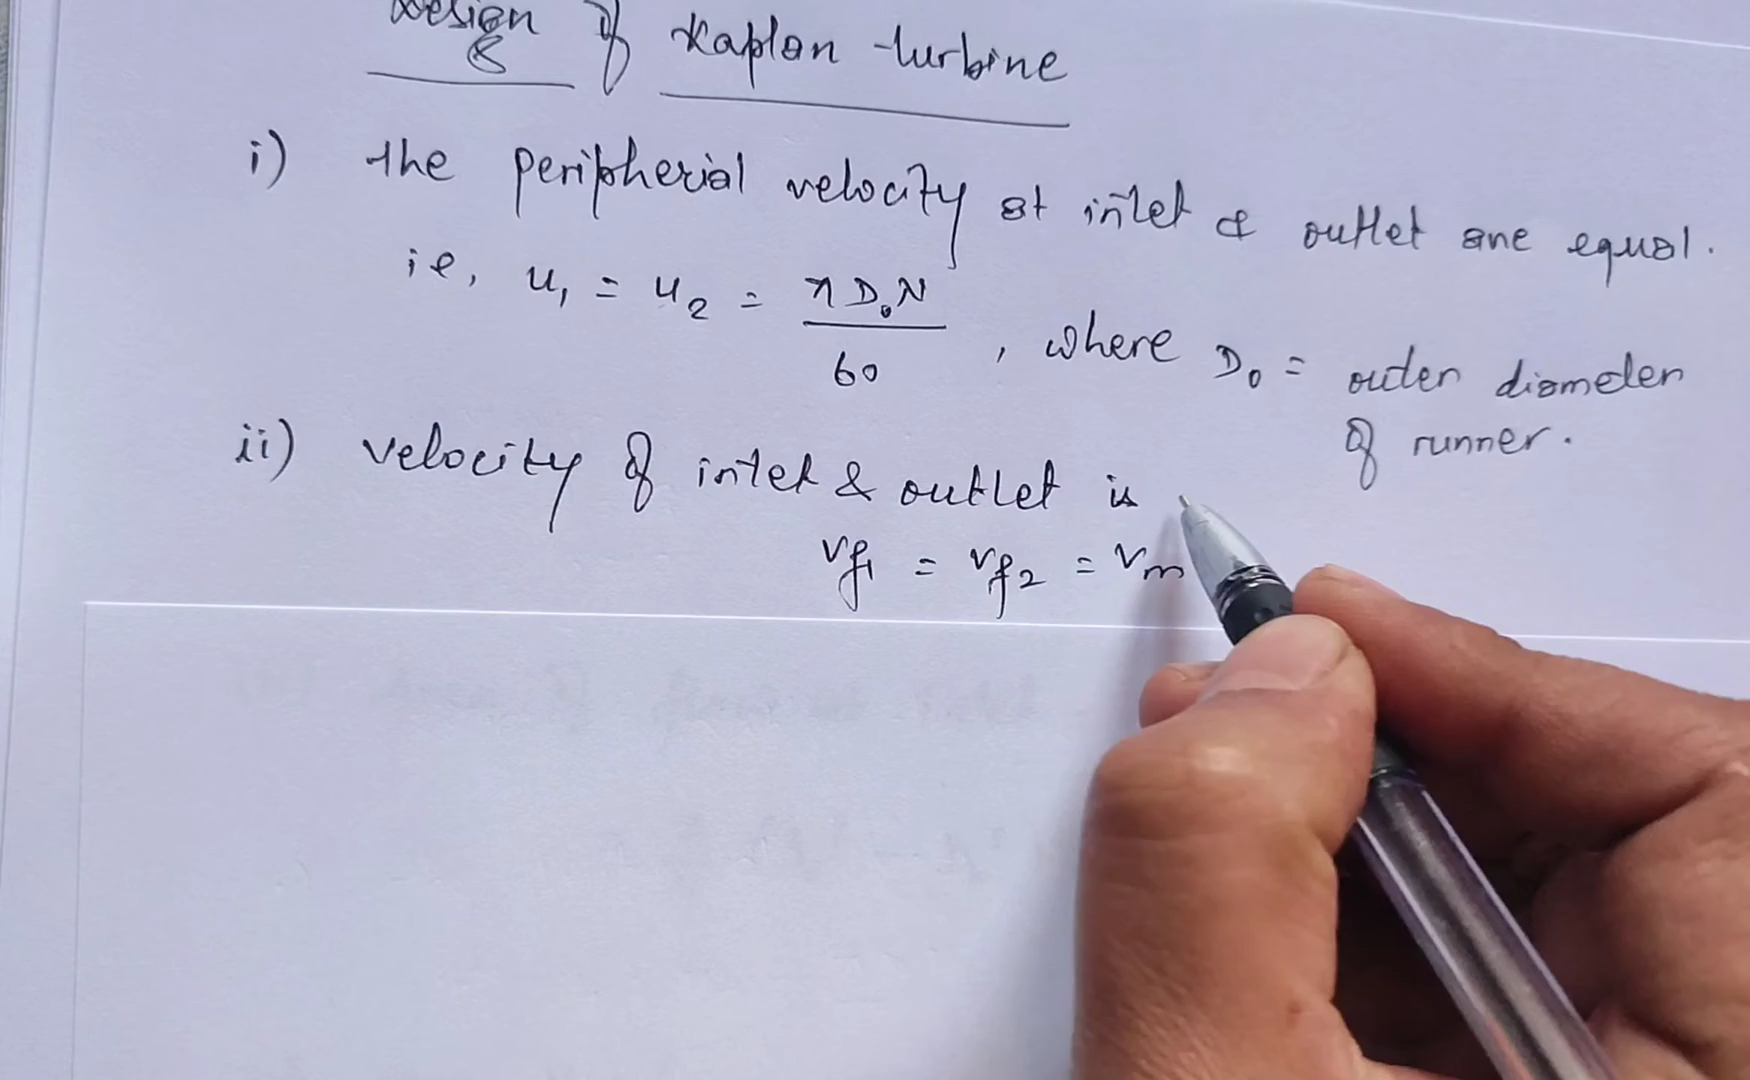 Design of Kaplan turbine
i) the peripherial velocity at inlet & outlet are equal.
ie, u₁ = u₂ = πD₀N / 60 , where D₀ = outer diameter
of runner.
ii) velocity of inlet & outlet is
Vf₁ = Vf₂ = Vm